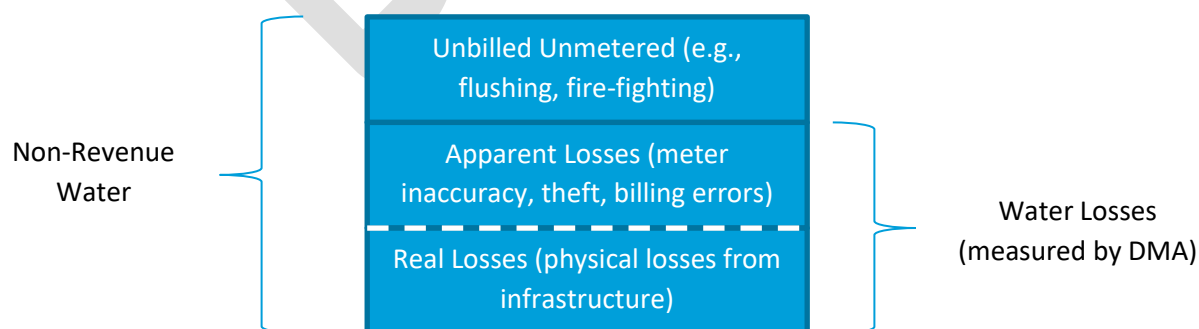 Unbilled Unmetered (e.g.,
flushing, fire-fighting)
Non-Revenue
Water
Apparent Losses (meter
inaccuracy, theft, billing errors)
Water Losses
(measured by DMA)
Real Losses (physical losses from
infrastructure)